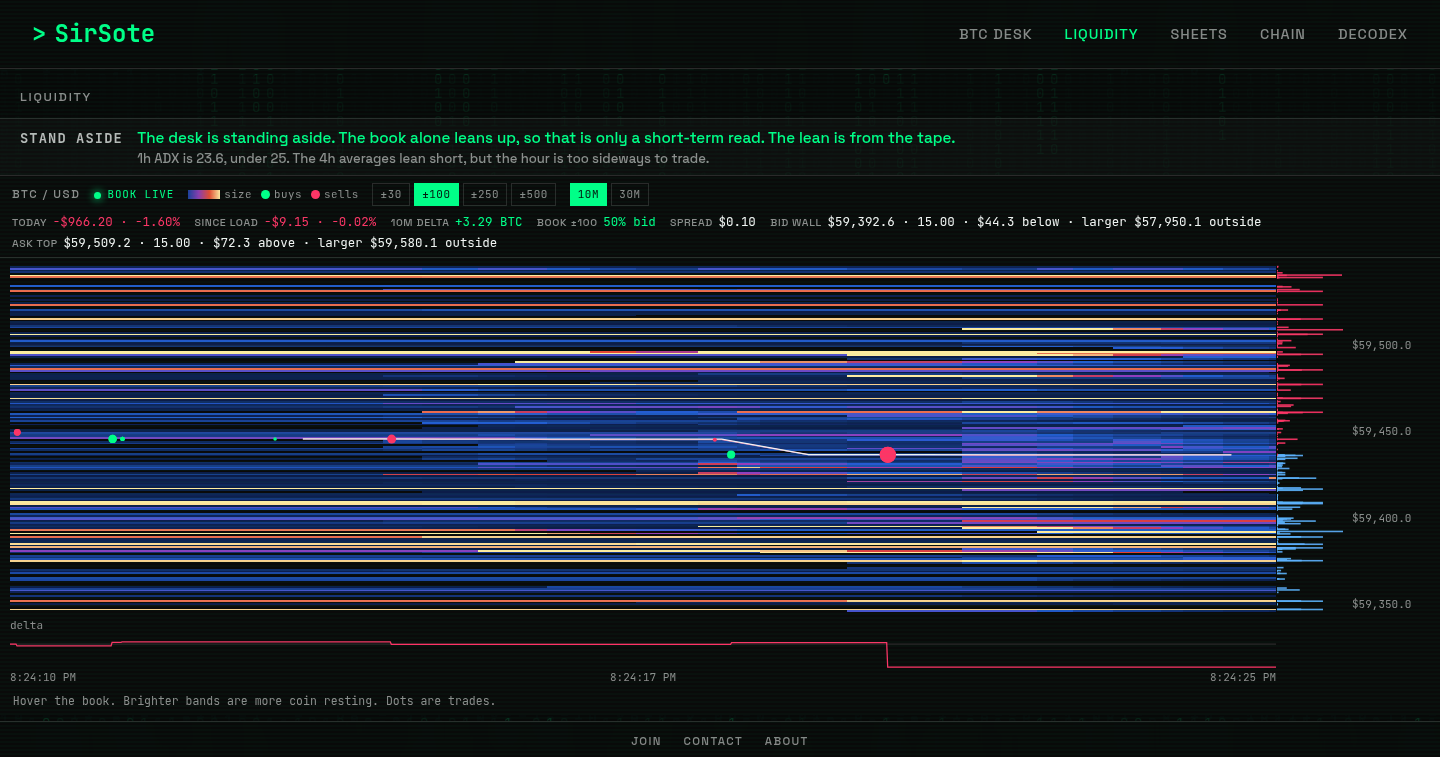 > SirSote
BTC DESK LIQUIDITY SHEETS CHAIN DECODEX
LIQUIDITY
STAND ASIDE The desk is standing aside. The book alone leans up, so that is only a short-term read. The lean is from the tape.
1h ADX is 23.6, under 25. The 4h averages lean short, but the hour is too sideways to trade.
BTC / USD BOOK LIVE size buys sells ±30 ±100 ±250 ±500 10M 30M
TODAY -$966.20 · -1.60% SINCE LOAD -$9.15 · -0.02% 10M DELTA +3.29 BTC BOOK ±100 50% bid SPREAD $0.10 BID WALL $59,392.6 · 15.00 · $44.3 below · larger $57,950.1 outside
ASK TOP $59,509.2 · 15.00 · $72.3 above · larger $59,580.1 outside
$59,500.0
$59,450.0
$59,400.0
$59,350.0
delta
8:24:10 PM 8:24:17 PM 8:24:25 PM
Hover the book. Brighter bands are more coin resting. Dots are trades.
JOIN CONTACT ABOUT